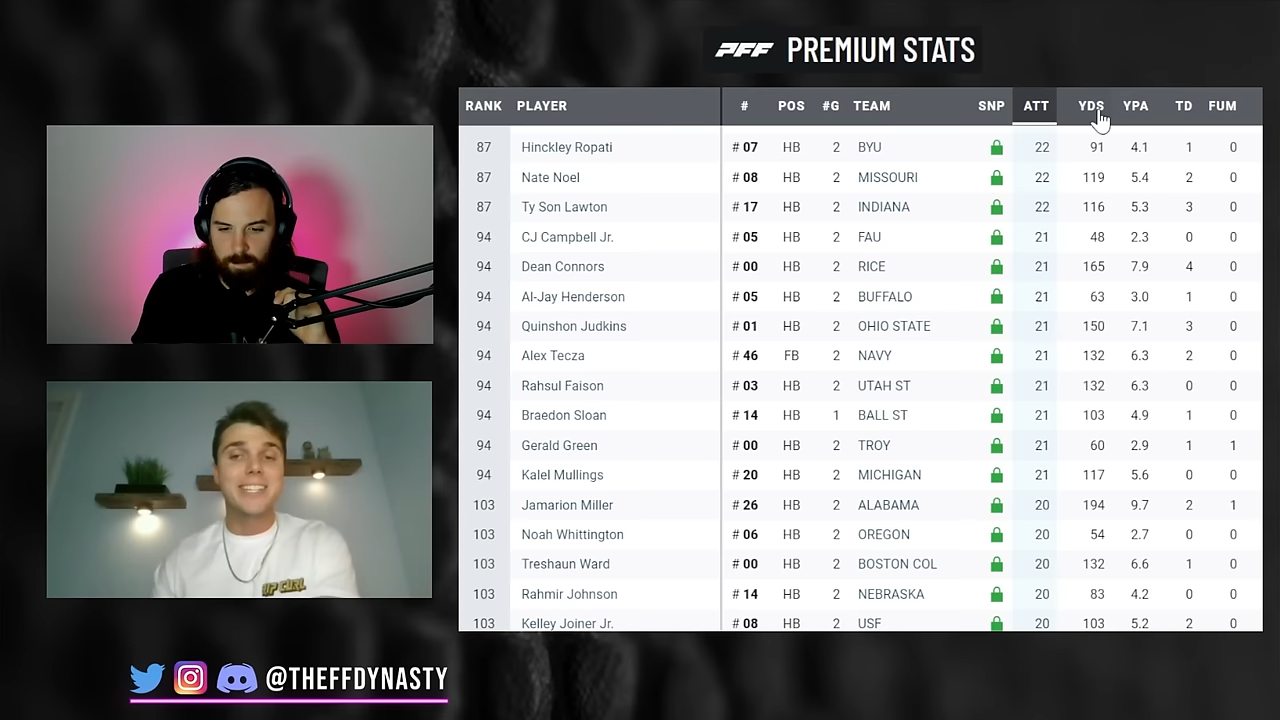 PFF PREMIUM STATS
RANK PLAYER # POS #G TEAM SNP ATT YDS YPA TD FUM
87 Hinckley Ropati # 07 HB 2 BYU 22 91 4.1 1 0
87 Nate Noel # 08 HB 2 MISSOURI 22 119 5.4 2 0
87 Ty Son Lawton # 17 HB 2 INDIANA 22 116 5.3 3 0
94 CJ Campbell Jr. # 05 HB 2 FAU 21 48 2.3 0 0
94 Dean Connors # 00 HB 2 RICE 21 165 7.9 4 0
94 Al-Jay Henderson # 05 HB 2 BUFFALO 21 63 3.0 1 0
94 Quinshon Judkins # 01 HB 2 OHIO STATE 21 150 7.1 3 0
94 Alex Tecza # 46 FB 2 NAVY 21 132 6.3 2 0
94 Rahsul Faison # 03 HB 2 UTAH ST 21 132 6.3 0 0
94 Braedon Sloan # 14 HB 1 BALL ST 21 103 4.9 1 0
94 Gerald Green # 00 HB 2 TROY 21 60 2.9 1 1
94 Kalel Mullings # 20 HB 2 MICHIGAN 21 117 5.6 0 0
103 Jamarion Miller # 26 HB 2 ALABAMA 20 194 9.7 2 1
103 Noah Whittington # 06 HB 2 OREGON 20 54 2.7 0 0
103 Treshaun Ward # 00 HB 2 BOSTON COL 20 132 6.6 1 0
103 Rahmir Johnson # 14 HB 2 NEBRASKA 20 83 4.2 0 0
103 Kelley Joiner Jr. # 08 HB 2 USF 20 103 5.2 2 0
RIP CURL
@THEFFDYNASTY